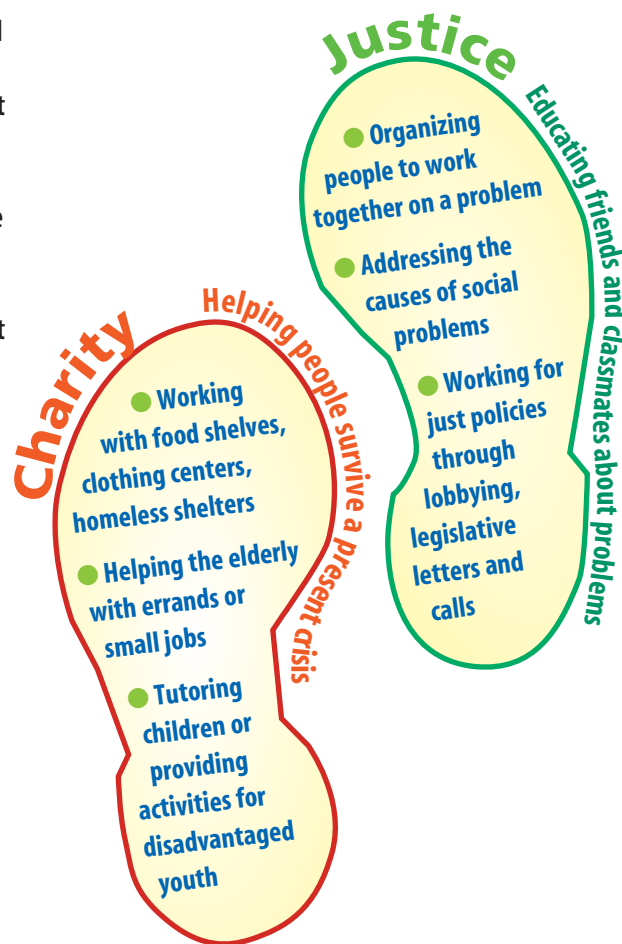 Justice
Educating friends and classmates about problems
● Organizing
people to work
together on a problem
● Addressing the
causes of social
problems
● Working for
just policies
through
lobbying,
legislative
letters and
calls
Charity
Helping people survive a present crisis
● Working
with food shelves,
clothing centers,
homeless shelters
● Helping the elderly
with errands or
small jobs
● Tutoring
children or
providing
activities for
disadvantaged
youth